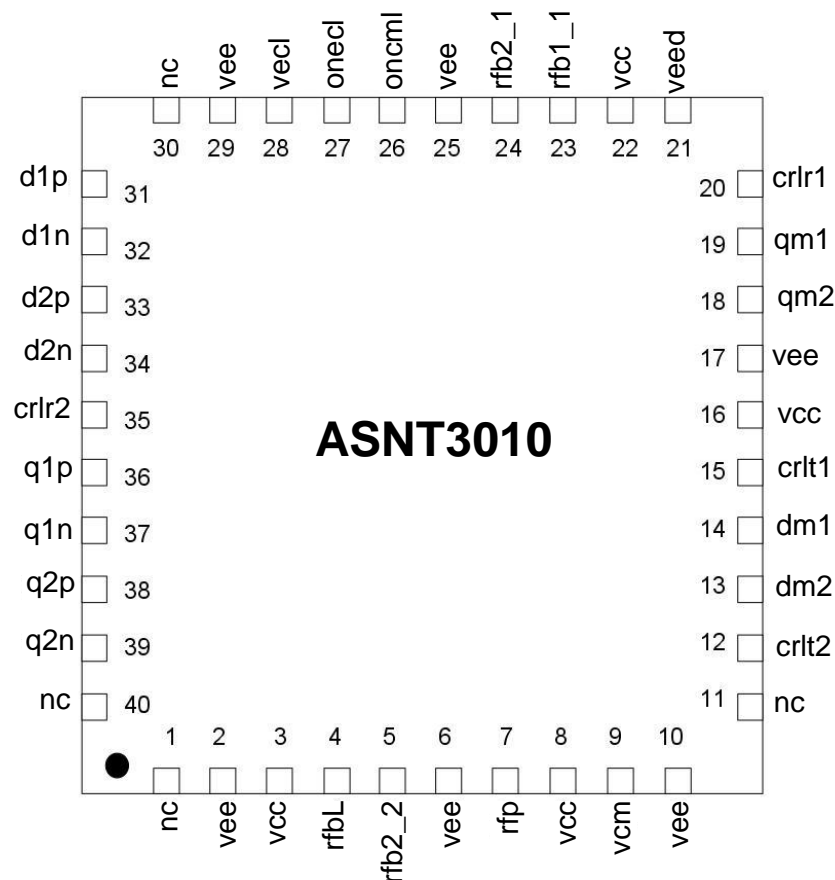 nc vee vecl onecl oncml vee rfb2_1 rfb1_1 vcc veed
30 29 28 27 26 25 24 23 22 21
d1p 31
d1n 32
d2p 33
d2n 34
crlr2 35
q1p 36
q1n 37
q2p 38
q2n 39
nc 40
ASNT3010
20 crlr1
19 qm1
18 qm2
17 vee
16 vcc
15 crlt1
14 dm1
13 dm2
12 crlt2
11 nc
1 2 3 4 5 6 7 8 9 10
nc vee vcc rfbL rfb2_2 vee rfp vcc vcm vee